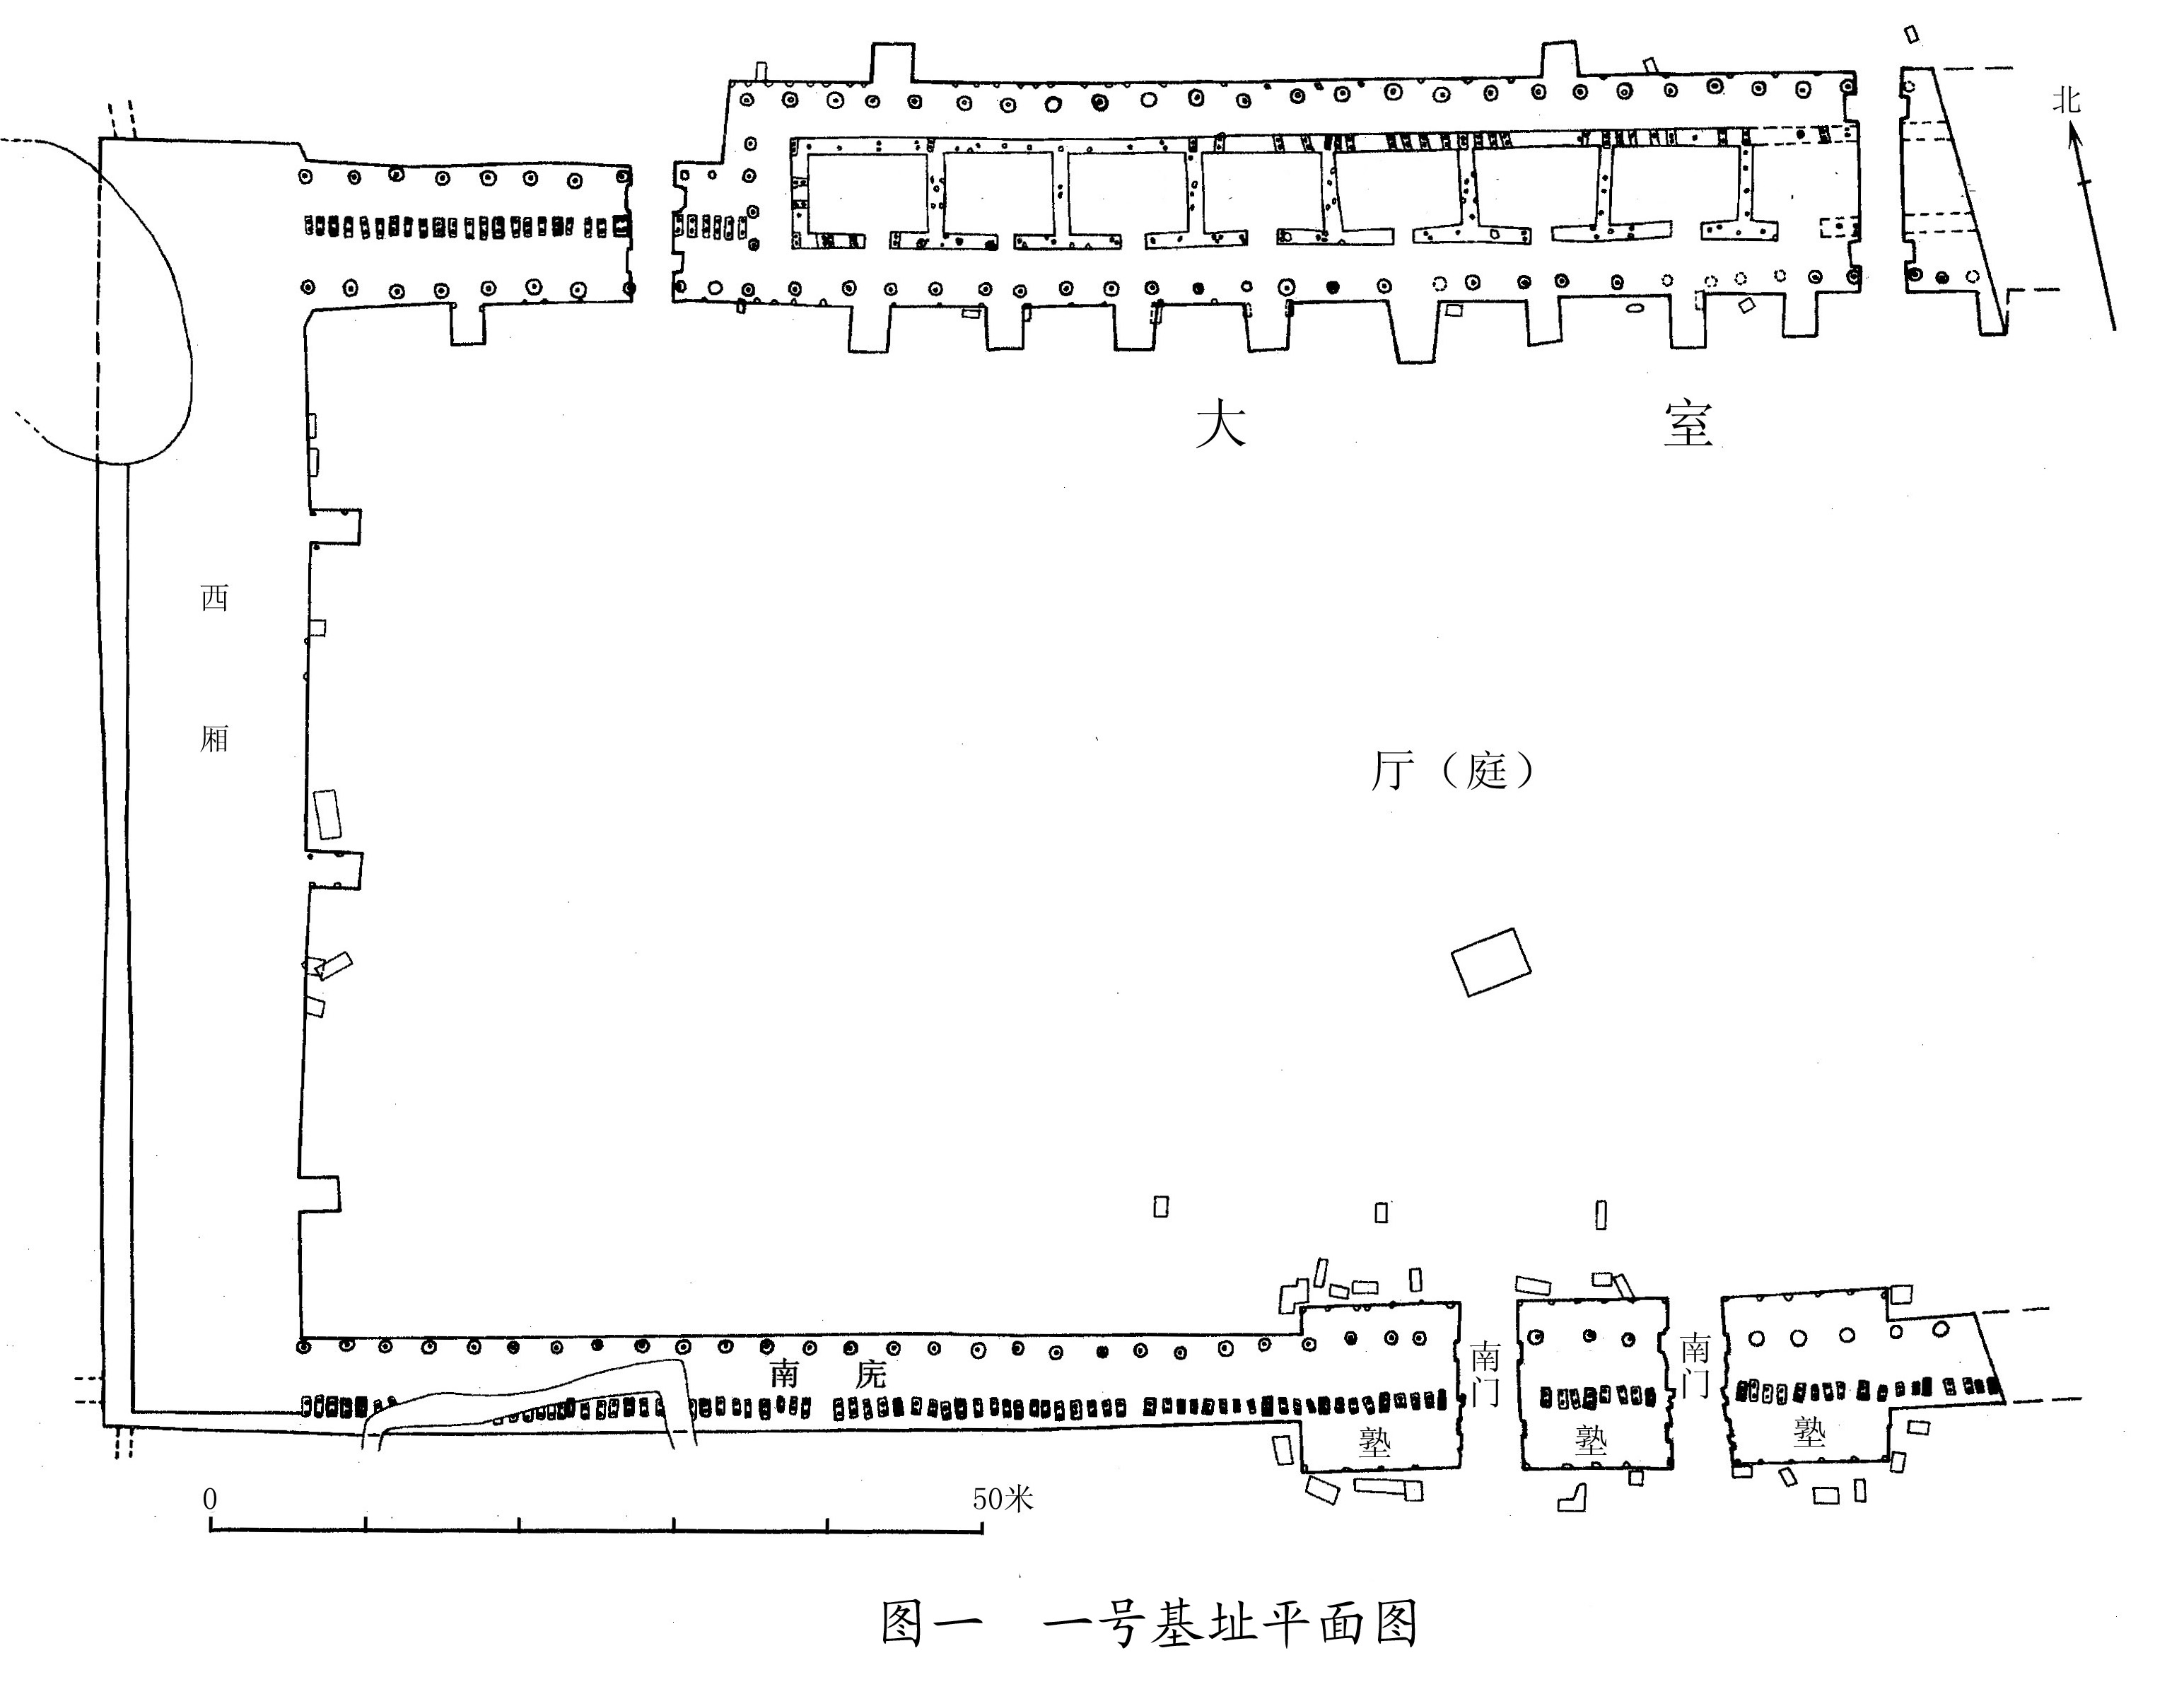 北
大 室
西
厢
厅（庭）
南 庑
南门
南门
塾
塾
塾
0 50米
图一 一号基址平面图